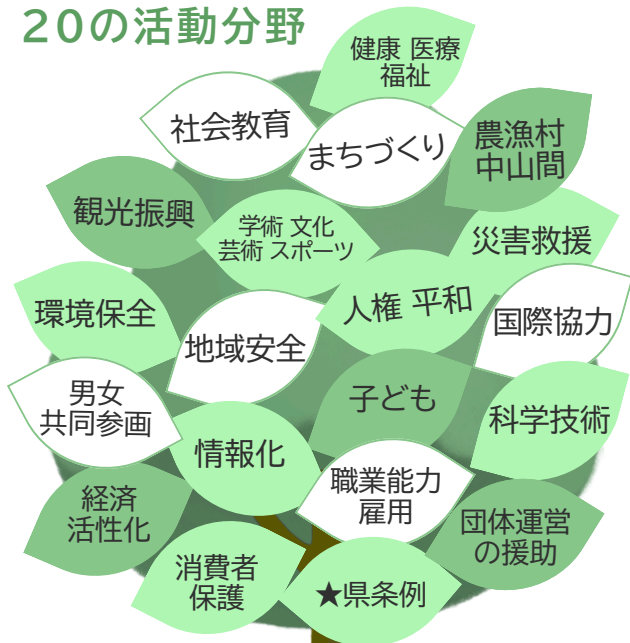 20の活動分野
健康 医療
福祉
社会教育
まちづくり
農漁村
中山間
観光振興
学術 文化
芸術 スポーツ
災害救援
環境保全
地域安全
人権 平和
国際協力
男女
共同参画
情報化
子ども
科学技術
経済
活性化
職業能力
雇用
団体運営
の援助
消費者
保護
★県条例